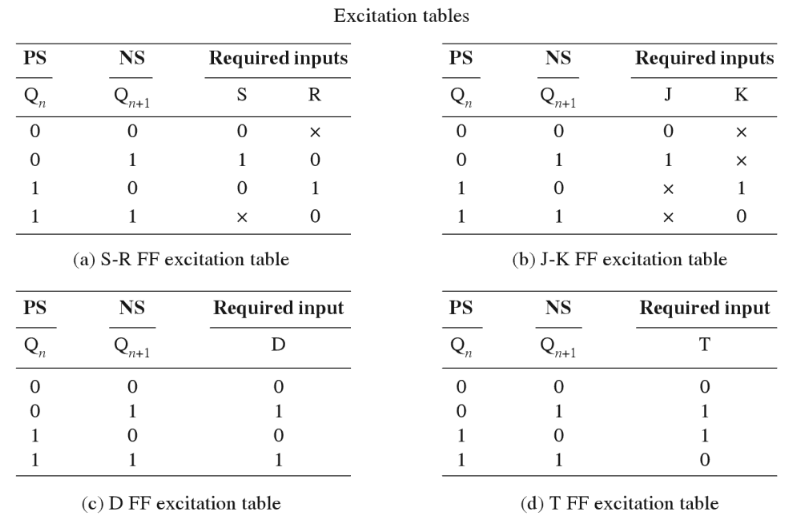 Excitation tables
PS NS Required inputs
Q_n Q_{n+1} S R
0 0 0 ×
0 1 1 0
1 0 0 1
1 1 × 0
(a) S-R FF excitation table
PS NS Required inputs
Q_n Q_{n+1} J K
0 0 0 ×
0 1 1 ×
1 0 × 1
1 1 × 0
(b) J-K FF excitation table
PS NS Required input
Q_n Q_{n+1} D
0 0 0
0 1 1
1 0 0
1 1 1
(c) D FF excitation table
PS NS Required input
Q_n Q_{n+1} T
0 0 0
0 1 1
1 0 1
1 1 0
(d) T FF excitation table